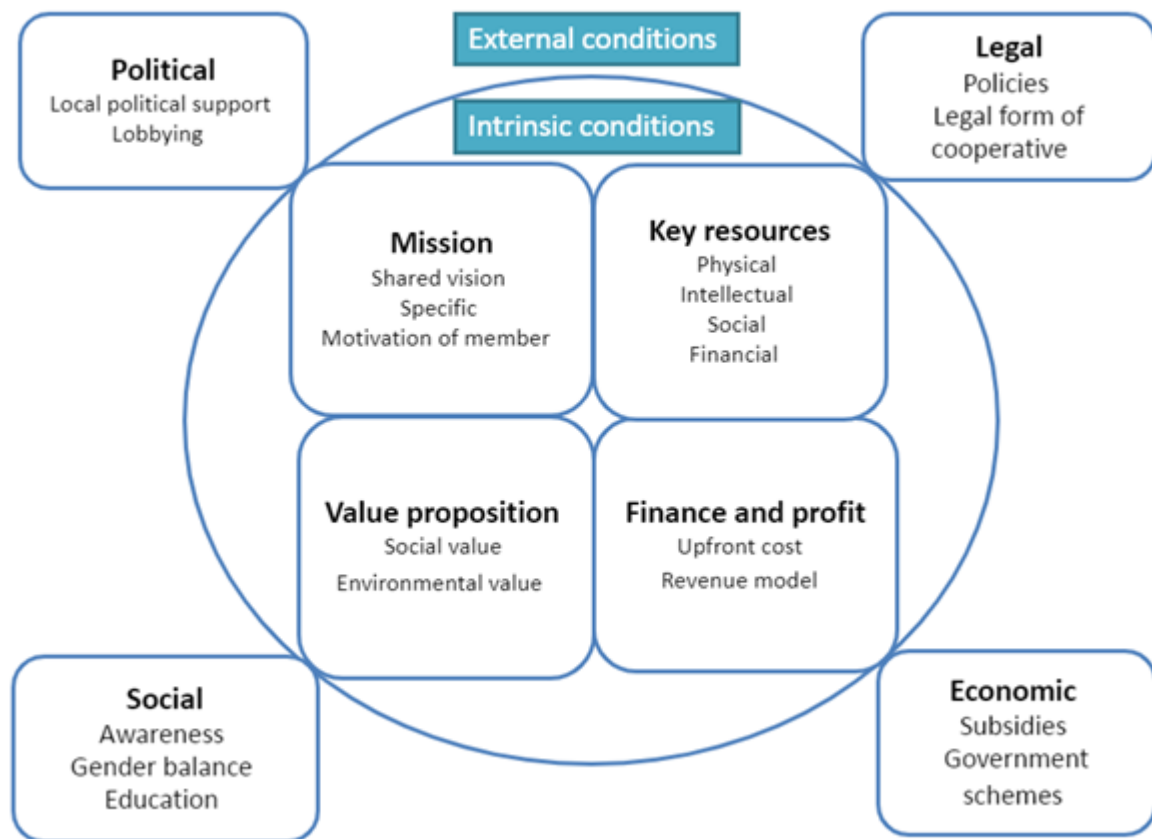 External conditions
Political
Local political support
Lobbying
Legal
Policies
Legal form of
cooperative
Intrinsic conditions
Mission
Shared vision
Specific
Motivation of member
Key resources
Physical
Intellectual
Social
Financial
Value proposition
Social value
Environmental value
Finance and profit
Upfront cost
Revenue model
Social
Awareness
Gender balance
Education
Economic
Subsidies
Government
schemes